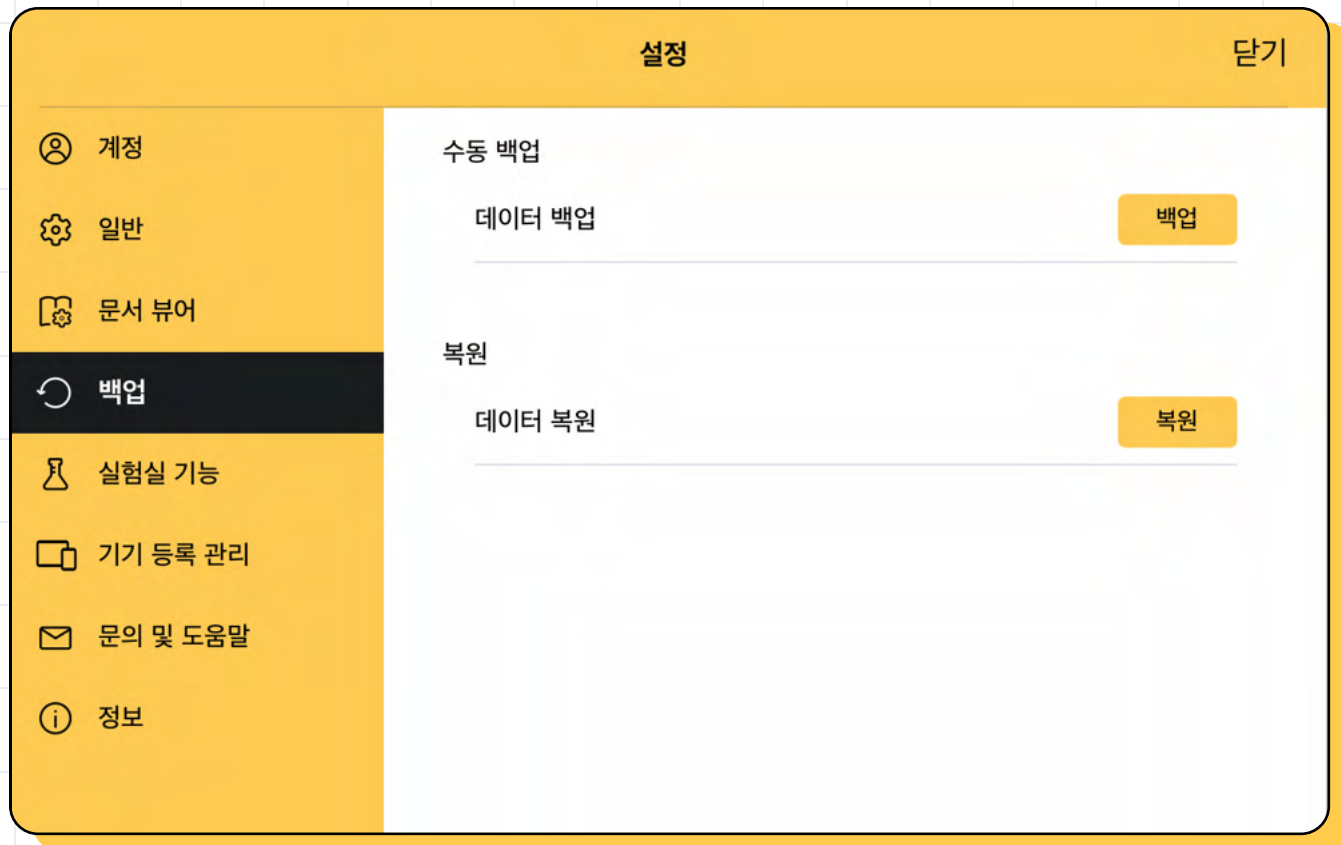 설정
닫기
계정
일반
문서 뷰어
백업
실험실 기능
기기 등록 관리
문의 및 도움말
정보
수동 백업
데이터 백업
백업
복원
데이터 복원
복원